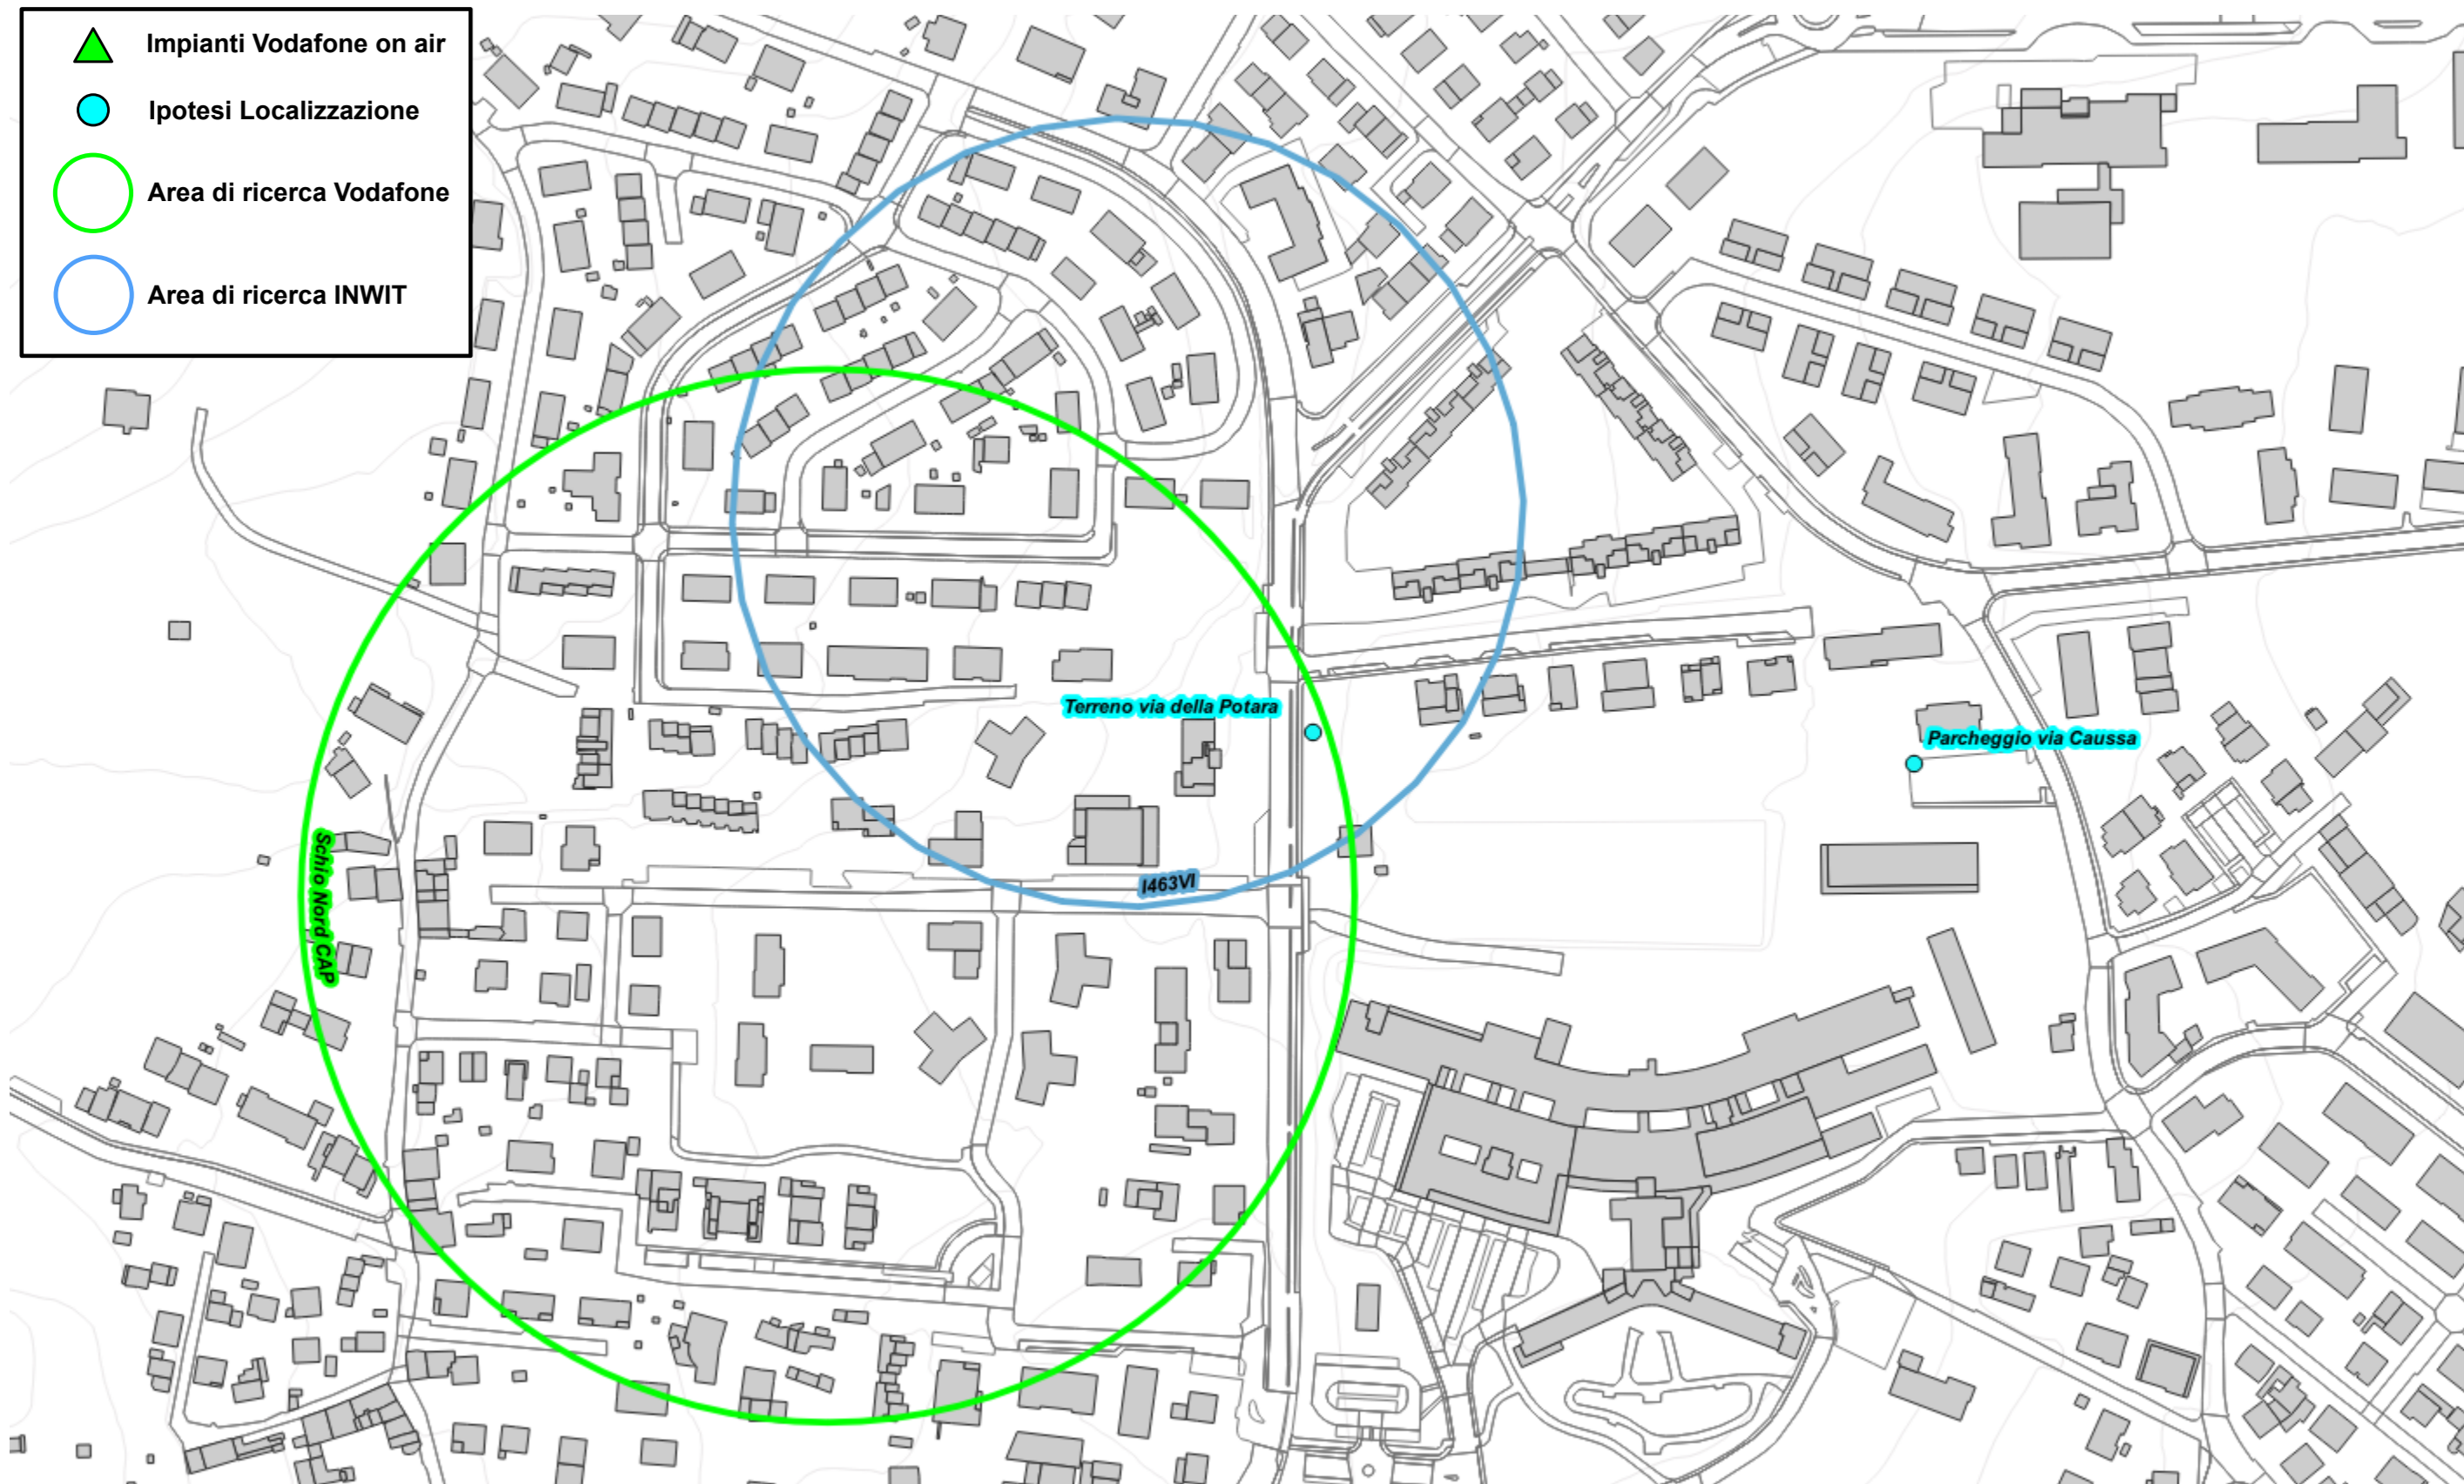 Impianti Vodafone on air
Ipotesi Localizzazione
Area di ricerca Vodafone
Area di ricerca INWIT
Terreno via della Potara
Parcheggio via Caussa
Schio Nord CAP
I463VI